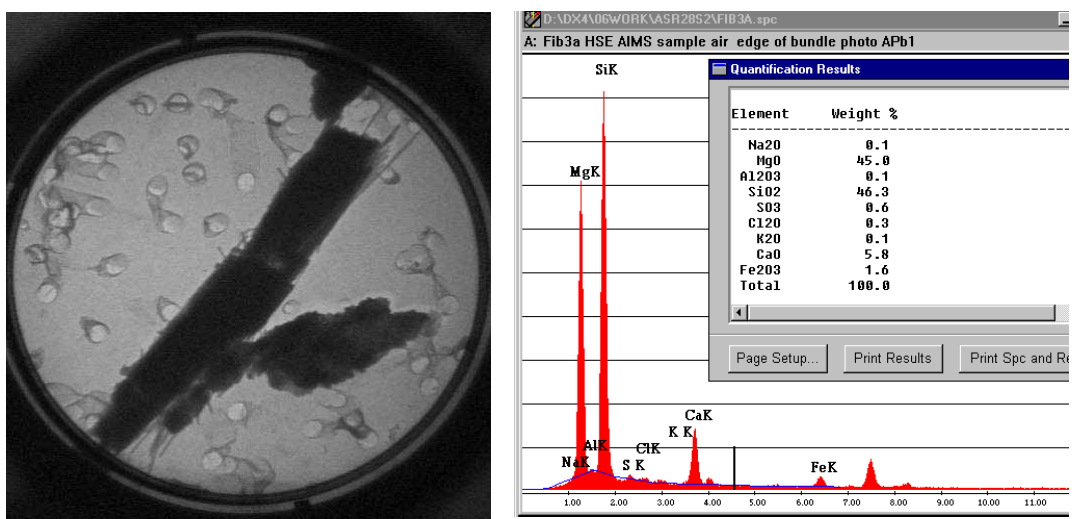 D:\DX4\06WORK\ASR28S2\FIB3A.spc
A: Fib3a HSE AIMS sample air edge of bundle photo APb1
Quantification Results
Element Weight %
Na2O 0.1
MgO 45.0
Al2O3 0.1
SiO2 46.3
SO3 0.6
Cl2O 0.3
K2O 0.1
CaO 5.8
Fe2O3 1.6
Total 100.0
Page Setup... Print Results Print Spc and Re
SiK
MgK
CaK
K K
AlK
ClK
NaK
S K
FeK
1.00 2.00 3.00 4.00 5.00 6.00 7.00 8.00 9.00 10.00 11.00